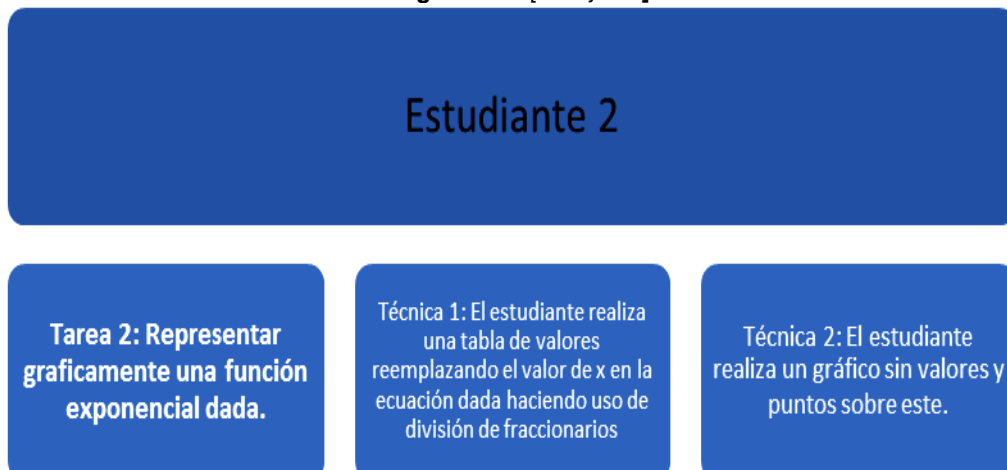 Estudiante 2
Tarea 2: Representar
graficamente una función
exponencial dada.
Técnica 1: El estudiante realiza
una tabla de valores
reemplazando el valor de x en la
ecuación dada haciendo uso de
división de fraccionarios
Técnica 2: El estudiante
realiza un gráfico sin valores y
puntos sobre este.